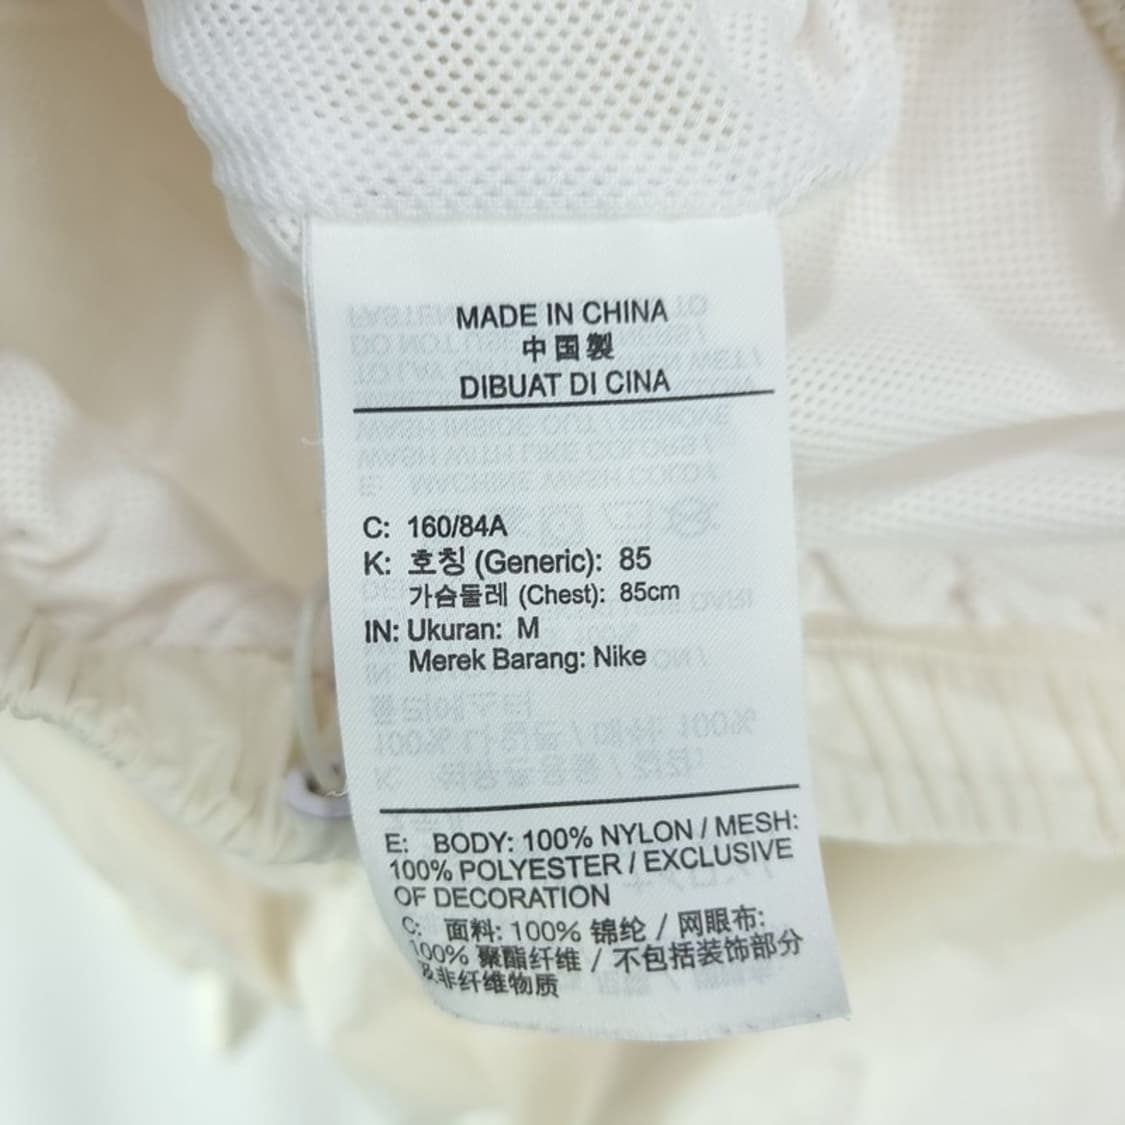 MADE IN CHINA
中国製
DIBUAT DI CINA
C: 160/84A
K: 호칭 (Generic): 85
가슴둘레 (Chest): 85cm
IN: Ukuran: M
Merek Barang: Nike
E: BODY: 100% NYLON / MESH:
100% POLYESTER / EXCLUSIVE
OF DECORATION
C: 面料: 100% 锦纶 / 网眼布:
100% 聚酯纤维 / 不包括装饰部分
及非纤维物质